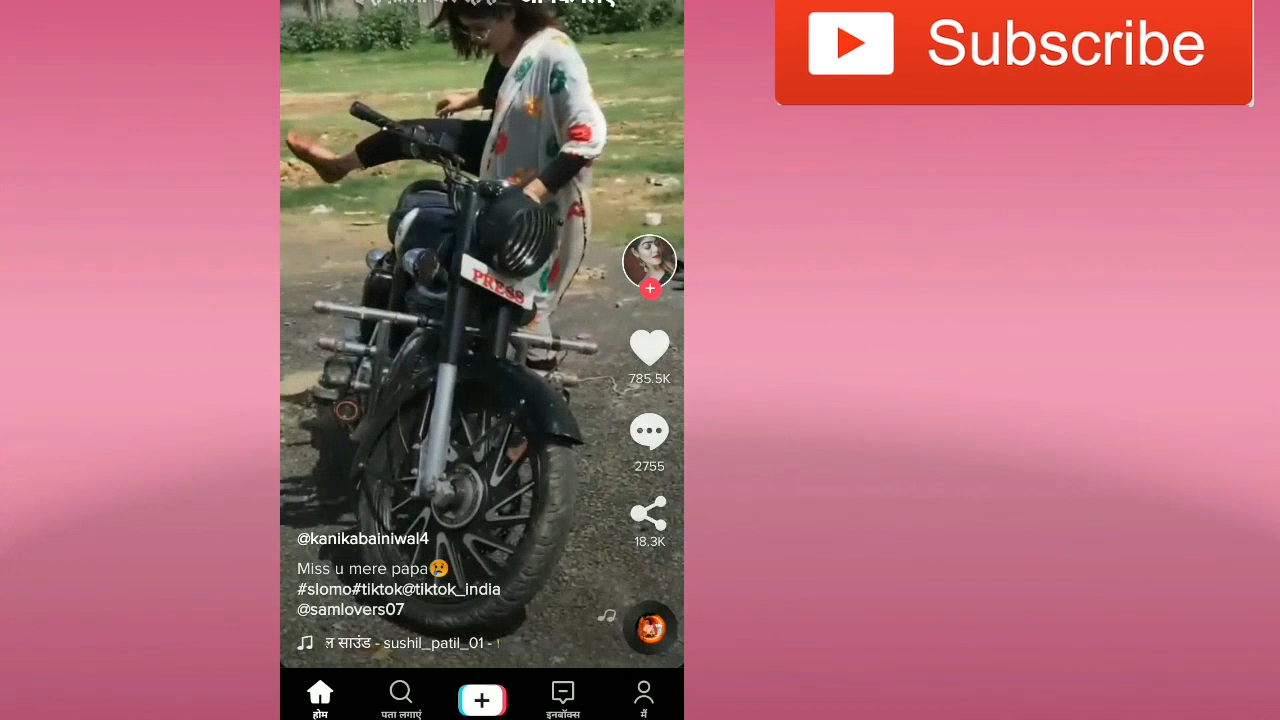 Subscribe
PRESS
785.5K
2755
18.3K
@kanikabainiwal4
Miss u mere papa😢
#slomo#tiktok@tiktok_india
@samlovers07
ल साउंड - sushil_patil_01 -
होम
पता लगाएं
इनबॉक्स
मैं